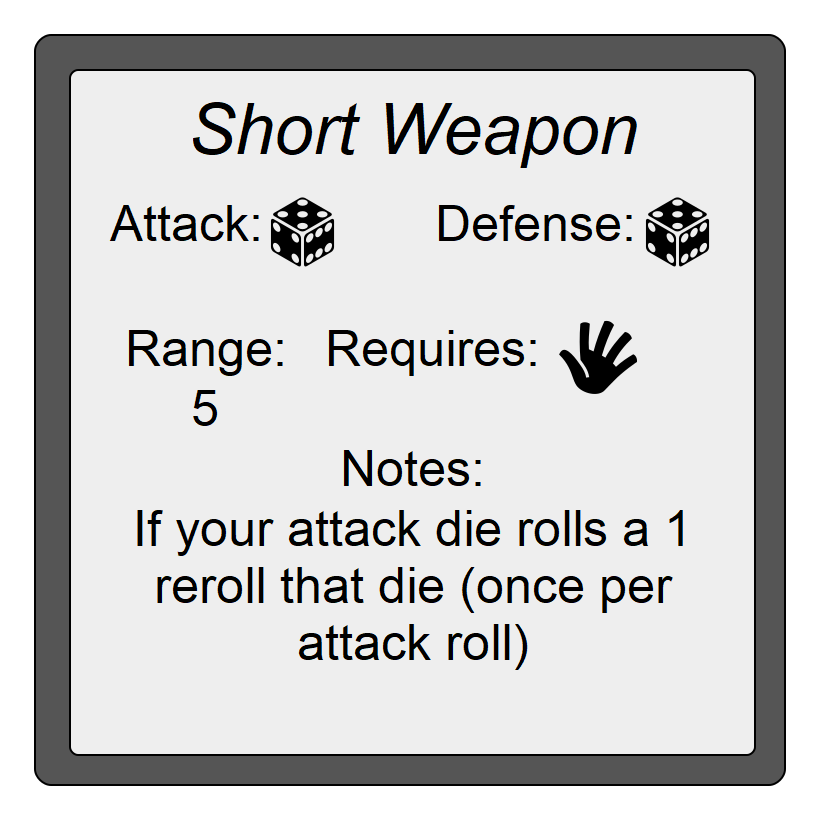 Short Weapon
Attack: Defense:
Range: Requires:
5
Notes:
If your attack die rolls a 1
reroll that die (once per
attack roll)